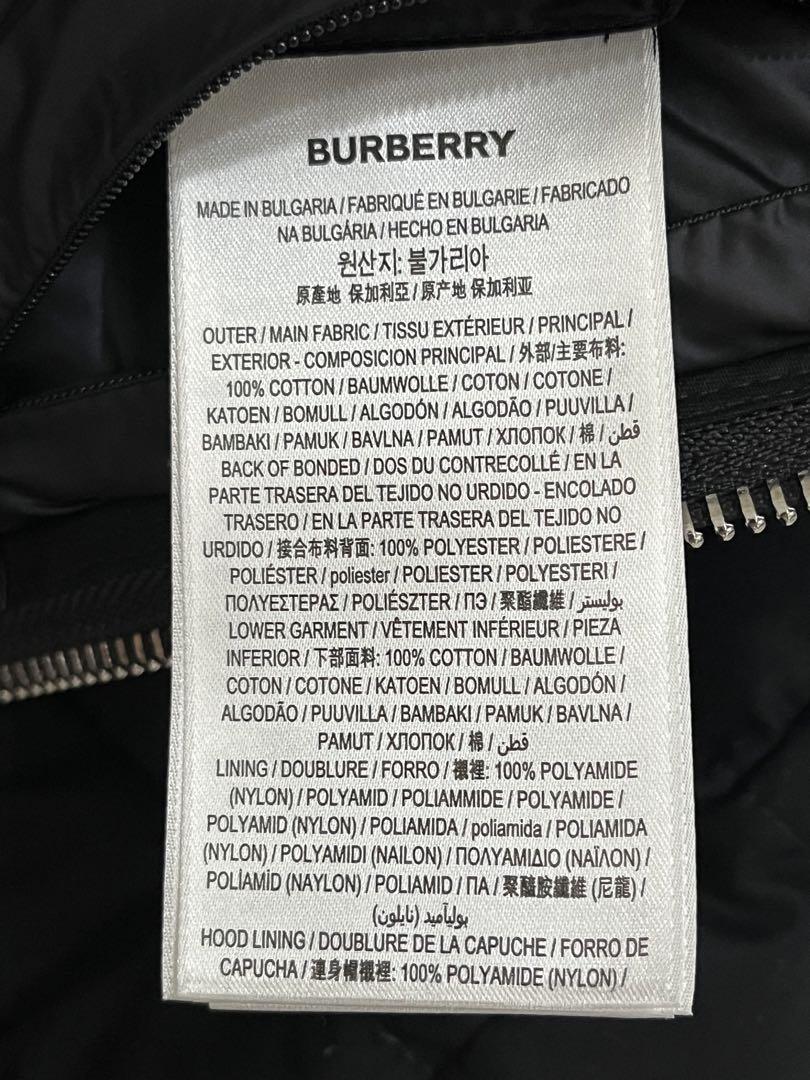 BURBERRY
MADE IN BULGARIA / FABRIQUÉ EN BULGARIE / FABRICADO
NA BULGÁRIA / HECHO EN BULGARIA
원산지: 불가리아
原產地 保加利亞 / 原产地 保加利亚
OUTER / MAIN FABRIC / TISSU EXTÉRIEUR / PRINCIPAL /
EXTERIOR - COMPOSICION PRINCIPAL / 外部/主要布料:
100% COTTON / BAUMWOLLE / COTON / COTONE /
KATOEN / BOMULL / ALGODÓN / ALGODÃO / PUUVILLA /
BAMBAKI / PAMUK / BAVLNA / PAMUT / ХЛОПОК / 棉 / قطن /
BACK OF BONDED / DOS DU CONTRECOLLÉ / EN LA
PARTE TRASERA DEL TEJIDO NO URDIDO - ENCOLADO
TRASERO / EN LA PARTE TRASERA DEL TEJIDO NO
URDIDO / 接合布料背面: 100% POLYESTER / POLIESTERE /
POLIÉSTER / poliester / POLIESTER / POLYESTERI /
ΠΟΛΥΕΣΤΕΡΑΣ / POLIÉSZTER / ПЭ / 聚酯纖維 / بوليستر /
LOWER GARMENT / VÊTEMENT INFÉRIEUR / PIEZA
INFERIOR / 下部面料: 100% COTTON / BAUMWOLLE /
COTON / COTONE / KATOEN / BOMULL / ALGODÓN /
ALGODÃO / PUUVILLA / BAMBAKI / PAMUK / BAVLNA /
PAMUT / ХЛОПОК / 棉 / قطن
LINING / DOUBLURE / FORRO / 襯裡: 100% POLYAMIDE
(NYLON) / POLYAMID / POLIAMMIDE / POLYAMIDE /
POLYAMID (NYLON) / POLIAMIDA / poliamida / POLIAMIDA
(NYLON) / POLYAMIDI (NAILON) / ΠΟΛΥΑΜΙΔΙΟ (ΝΑΪΛΟΝ) /
POLİAMİD (NAYLON) / POLIAMID / ПА / 聚醯胺纖維 (尼龍) /
بوليآميد (نايلون)
HOOD LINING / DOUBLURE DE LA CAPUCHE / FORRO DE
CAPUCHA / 連身帽襯裡: 100% POLYAMIDE (NYLON) /